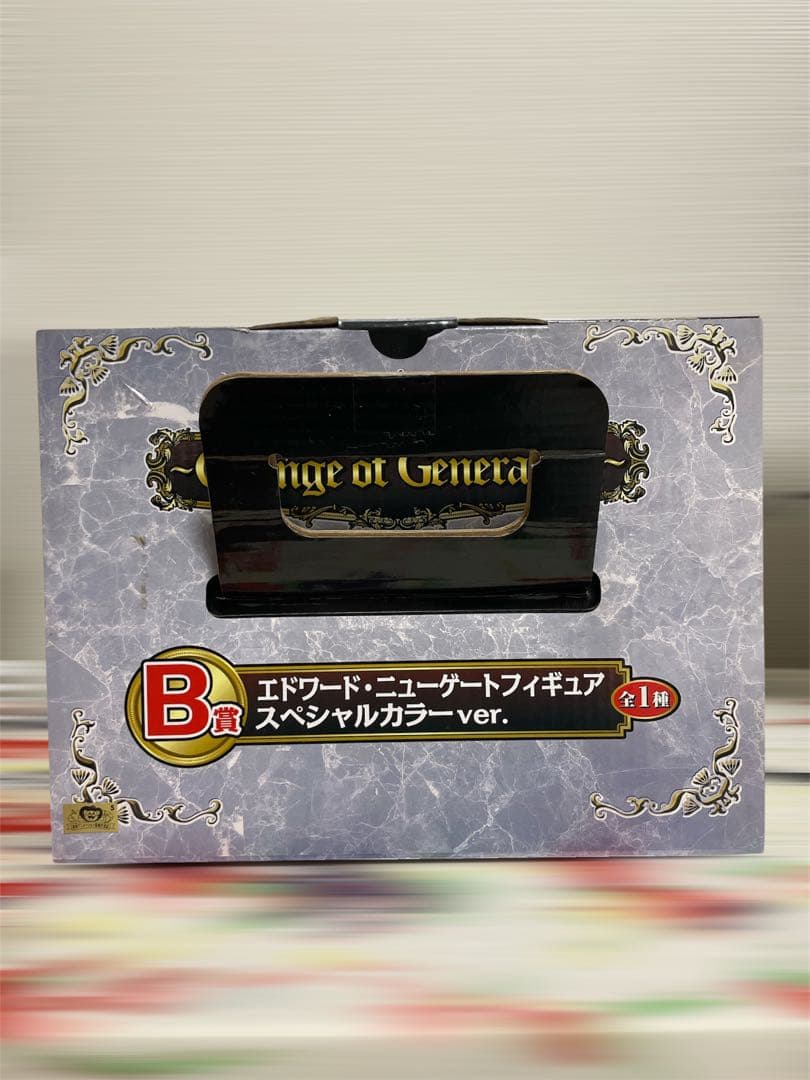 nge of Genera
B賞
エドワード・ニューゲートフィギュア
スペシャルカラーver.
全1種